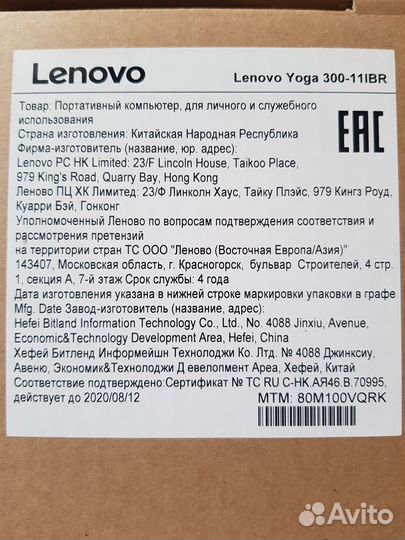 Lenovo
Lenovo Yoga 300-11IBR
Товар: Портативный компьютер, для личного и служебного
использования
Страна изготовления: Китайская Народная Республика
Фирма-изготовитель (название, юр. адрес):
Lenovo PC HK Limited: 23/F Lincoln House, Taikoo Place,
979 King's Road, Quarry Bay, Hong Kong
Леново ПЦ ХК Лимитед: 23/Ф Линколн Хаус, Тайку Плэйс, 979 Кингз Роуд,
Куарри Бэй, Гонконг
Уполномоченный Леново по вопросам подтверждения соответствия и
рассмотрения претензий
на территории стран ТС ООО "Леново (Восточная Европа/Азия)"
143407, Московская область, г. Красногорск, бульвар Строителей, 4 стр.
1, секция А, 7-й этаж Срок службы: 4 года
Дата изготовления указана в нижней строке маркировки упаковки в графе
Mfg. Date Завод-изготовитель (название, адрес):
Hefei Bitland Information Technology Co., Ltd. No. 4088 Jinxiu, Avenue,
Economic&Technology Development Area, Hefei, China
Хефей Битленд Информейшн Технолоджи Ко. Лтд. № 4088 Джинксиу,
Авеню, Экономик&Технолоджи Д евелопмент Ареа, Хефей, Китай
Соответствие подтверждено:Сертификат № ТС RU C-HK.АЯ46.В.70995,
действует до 2020/08/12
MTM: 80M100VQRK
EAC
Avito